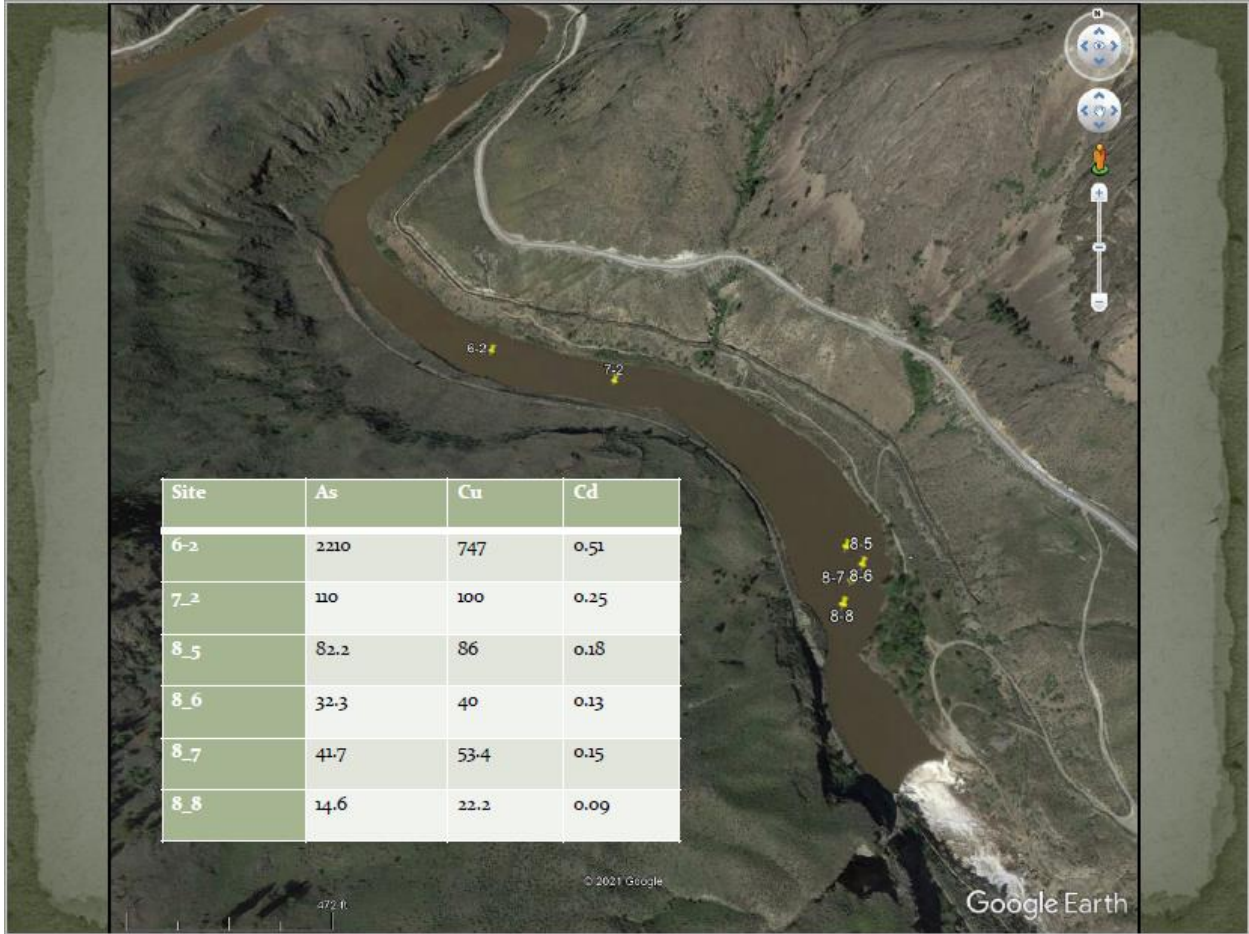 N
6-2
7-2
8-5
8-7 8-6
8-8
Site As Cu Cd
6-2 2210 747 0.51
7_2 110 100 0.25
8_5 82.2 86 0.18
8_6 32.3 40 0.13
8_7 41.7 53.4 0.15
8_8 14.6 22.2 0.09
© 2021 Google
472 ft
Google Earth